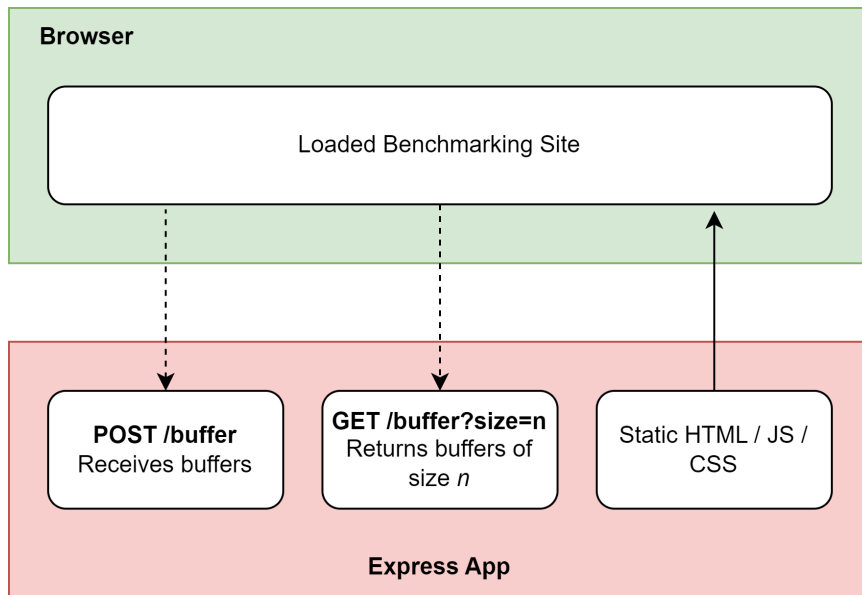 Browser
Loaded Benchmarking Site
POST /buffer
Receives buffers
GET /buffer?size=n
Returns buffers of
size n
Static HTML / JS /
CSS
Express App